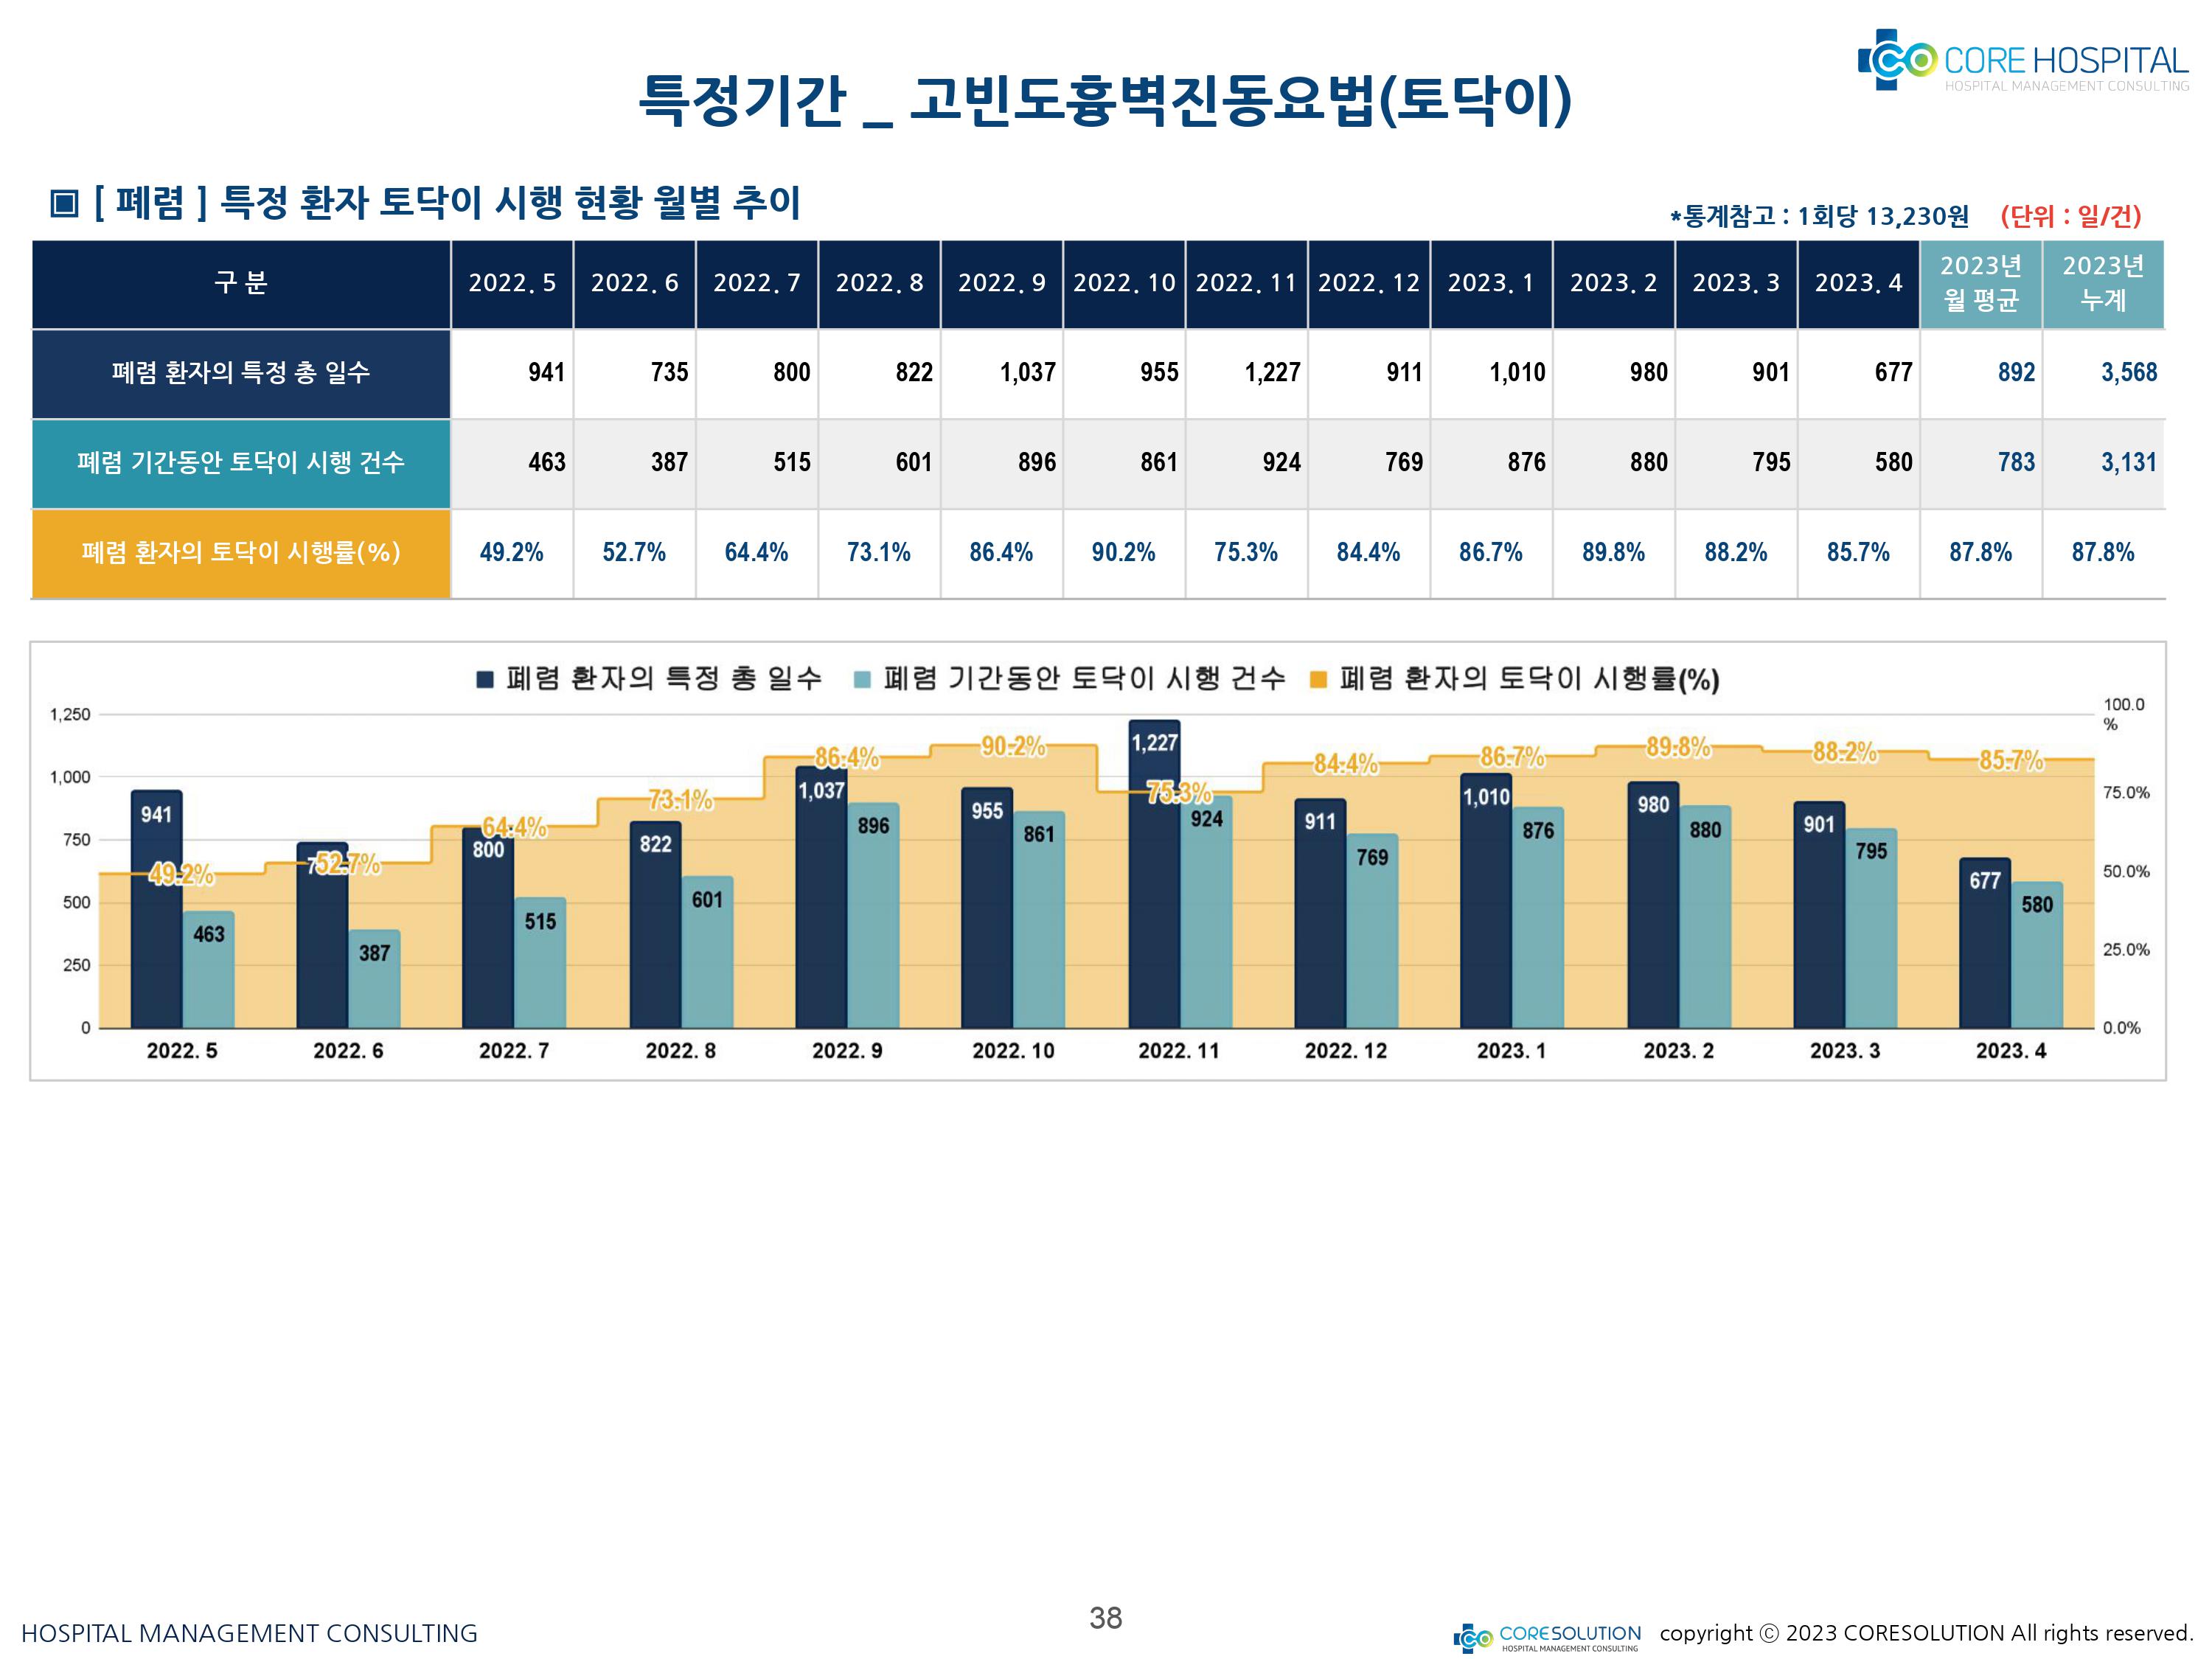 CORE HOSPITAL
HOSPITAL MANAGEMENT CONSULTING
특정기간 _ 고빈도흉벽진동요법(토닥이)
▣ [ 폐렴 ] 특정 환자 토닥이 시행 현황 월별 추이
*통계참고 : 1회당 13,230원 (단위 : 일/건)
구 분 2022. 5 2022. 6 2022. 7 2022. 8 2022. 9 2022. 10 2022. 11 2022. 12 2023. 1 2023. 2 2023. 3 2023. 4 2023년 월 평균 2023년 누계
폐렴 환자의 특정 총 일수 941 735 800 822 1,037 955 1,227 911 1,010 980 901 677 892 3,568
폐렴 기간동안 토닥이 시행 건수 463 387 515 601 896 861 924 769 876 880 795 580 783 3,131
폐렴 환자의 토닥이 시행률(%) 49.2% 52.7% 64.4% 73.1% 86.4% 90.2% 75.3% 84.4% 86.7% 89.8% 88.2% 85.7% 87.8% 87.8%
폐렴 환자의 특정 총 일수 폐렴 기간동안 토닥이 시행 건수 폐렴 환자의 토닥이 시행률(%)
1,250
1,000
750
500
250
0
100.0
%
75.0%
50.0%
25.0%
0.0%
49.2% 52.7% 64.4% 73.1% 86.4% 90.2% 75.3% 84.4% 86.7% 89.8% 88.2% 85.7%
941 800 822 1,037 955 1,227 911 1,010 980 901 677
463 387 515 601 896 861 924 769 876 880 795 580
2022. 5 2022. 6 2022. 7 2022. 8 2022. 9 2022. 10 2022. 11 2022. 12 2023. 1 2023. 2 2023. 3 2023. 4
HOSPITAL MANAGEMENT CONSULTING
38
CORESOLUTION
HOSPITAL MANAGEMENT CONSULTING
copyright ⓒ 2023 CORESOLUTION All rights reserved.